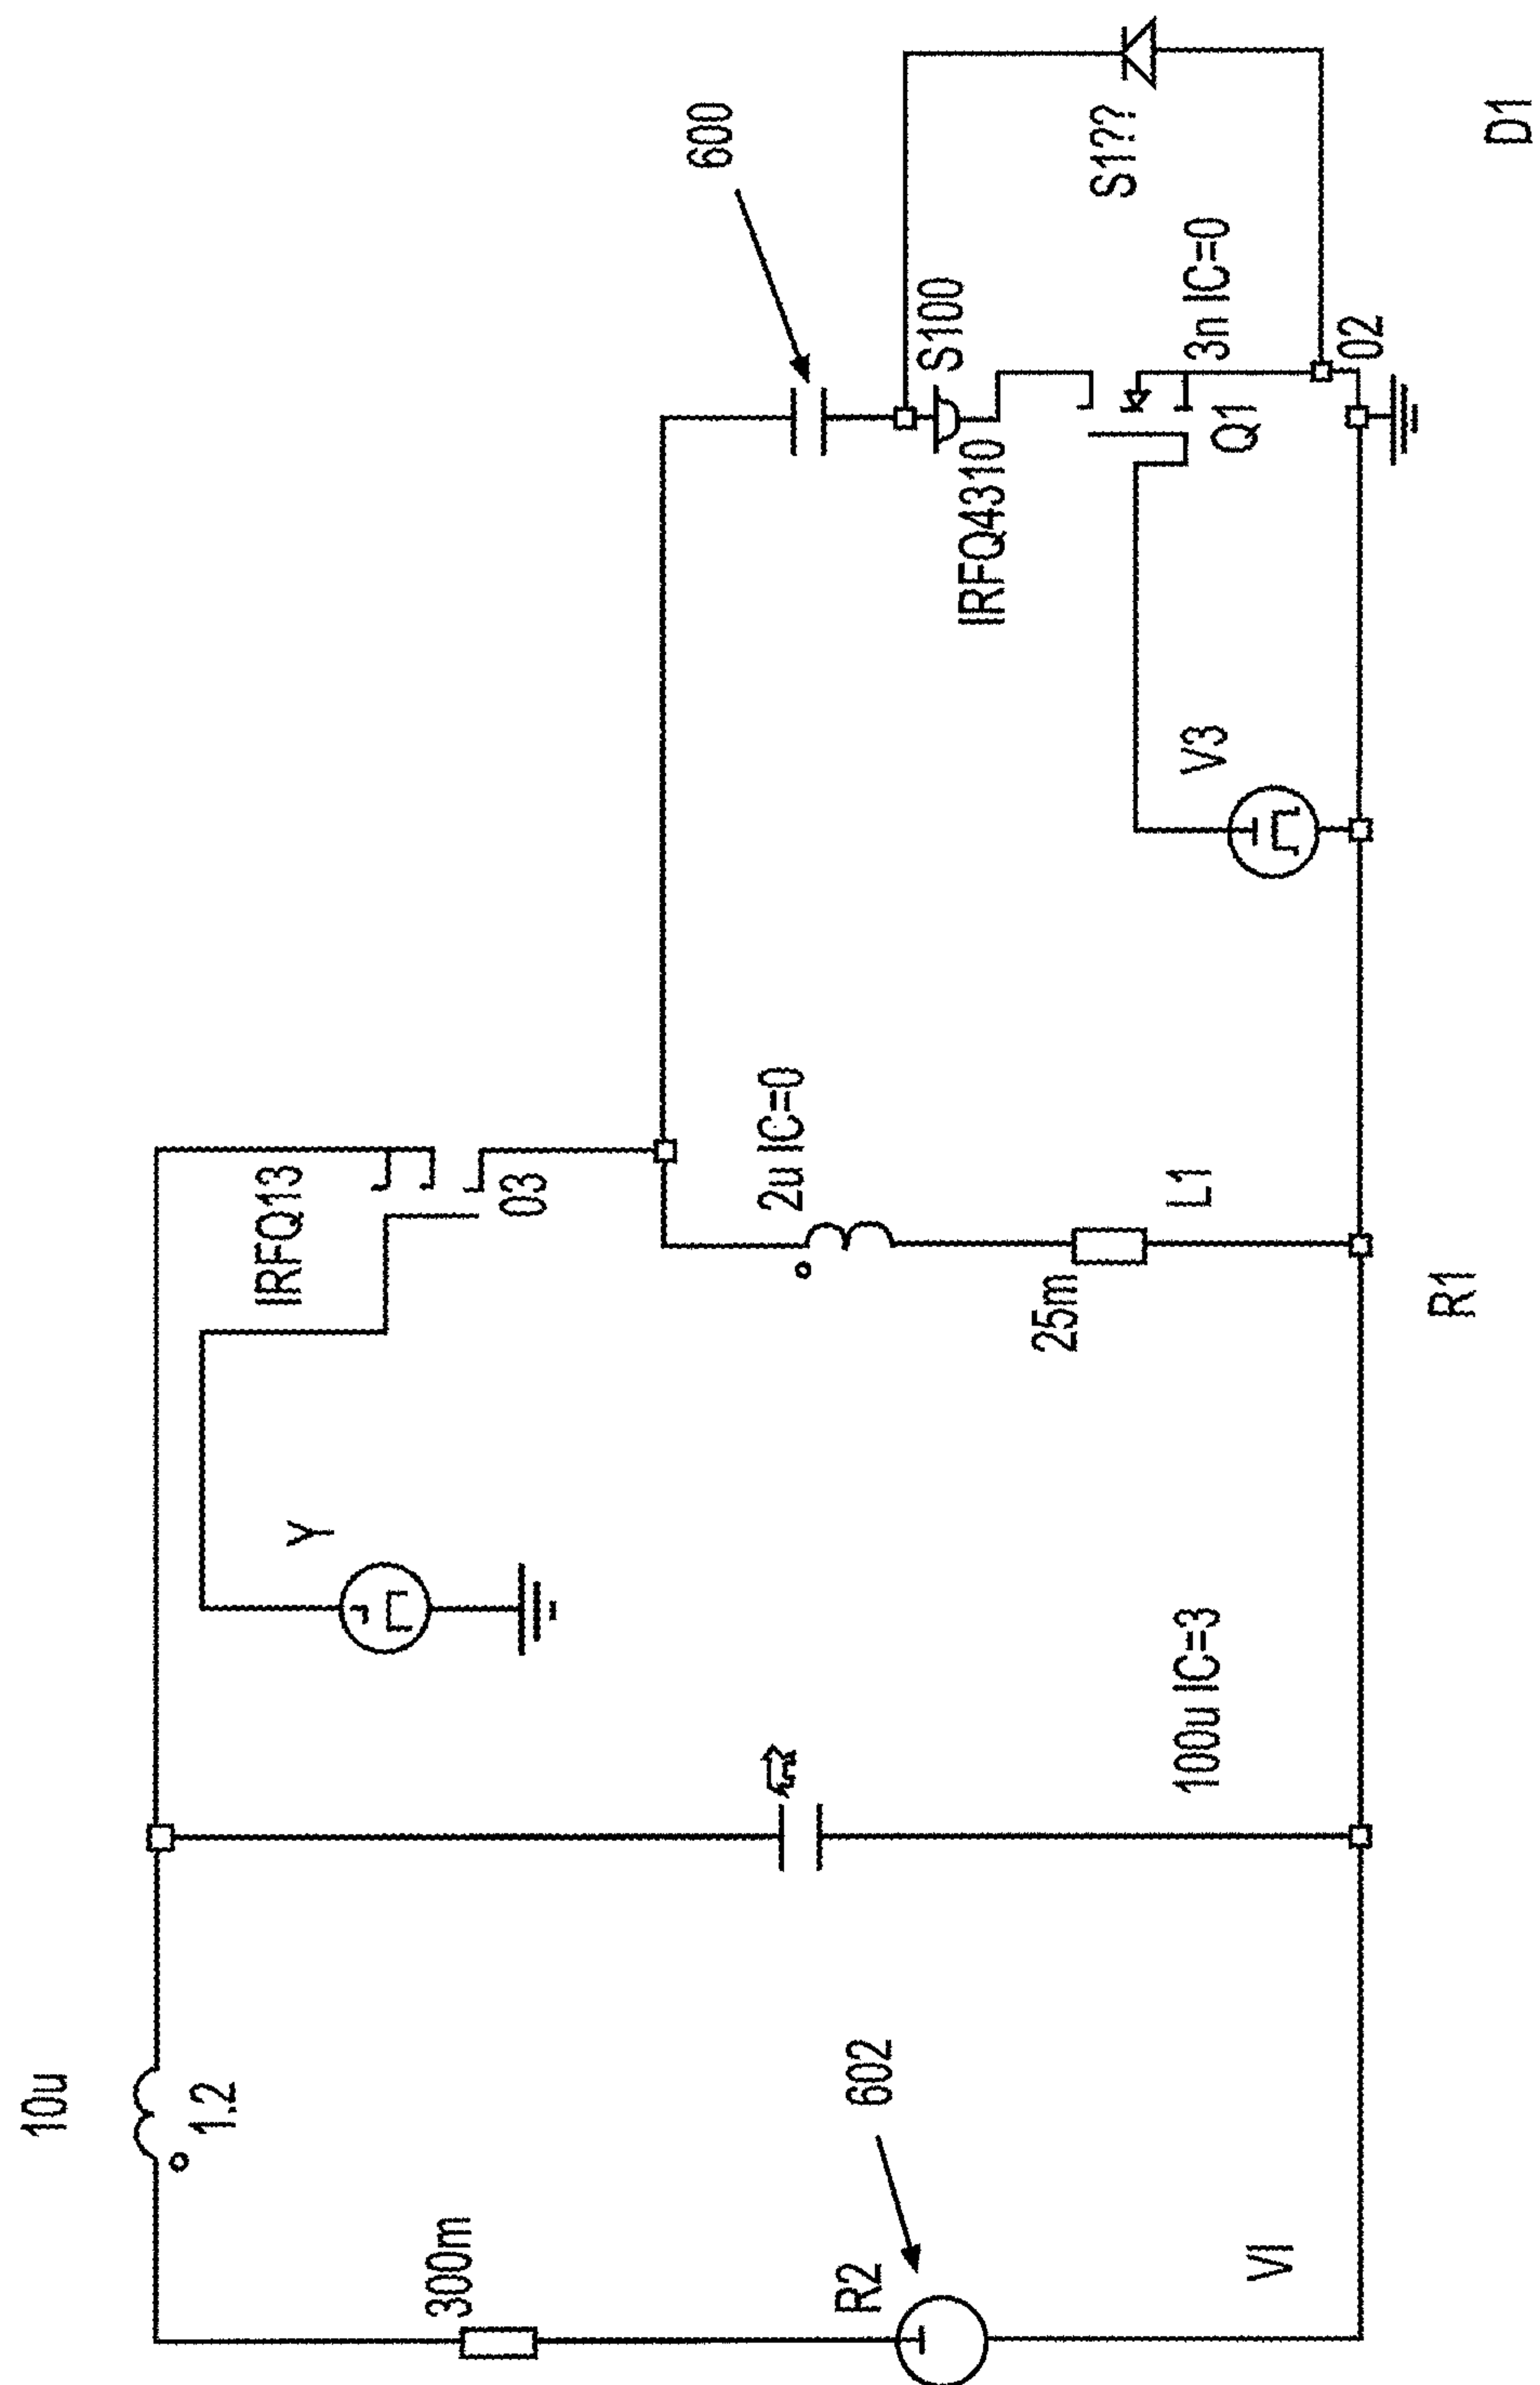 10u
1.2
300m
R2
602
V1
100u IC=3
Y
IRFQ13
03
2u IC=0
25m
L1
R1
V3
600
S100
IRFQ4310
3n IC=0
Q1
02
S1??
D1